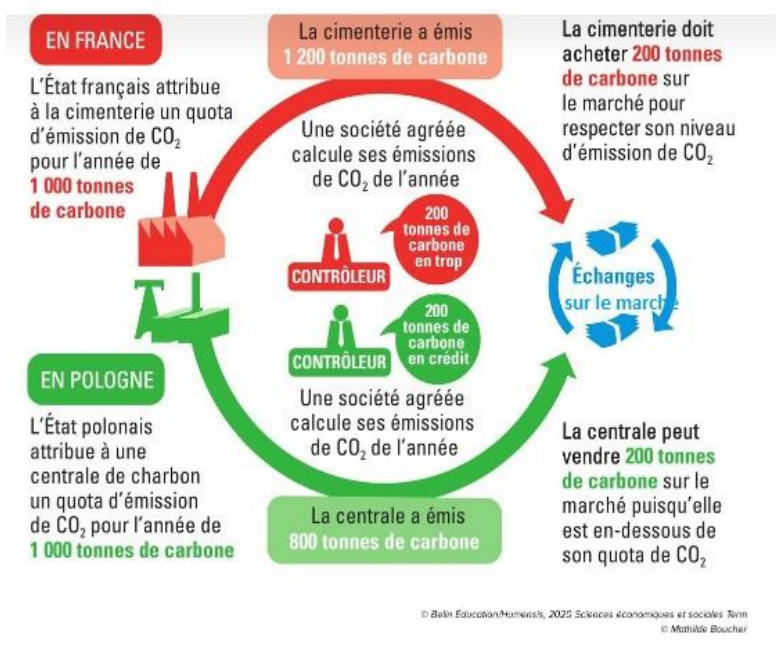 EN FRANCE
L'État français attribue
à la cimenterie un quota
d'émission de CO₂
pour l'année de
1 000 tonnes
de carbone
La cimenterie a émis
1 200 tonnes de carbone
Une société agréée
calcule ses émissions
de CO₂ de l'année
CONTRÔLEUR
200
tonnes de
carbone
en trop
La cimenterie doit
acheter 200 tonnes
de carbone sur
le marché pour
respecter son niveau
d'émission de CO₂
Échanges
sur le marché
EN POLOGNE
L'État polonais
attribue à une
centrale de charbon
un quota d'émission
de CO₂ pour l'année de
1 000 tonnes de carbone
CONTRÔLEUR
200
tonnes de
carbone
en crédit
Une société agréée
calcule ses émissions
de CO₂ de l'année
La centrale a émis
800 tonnes de carbone
La centrale peut
vendre 200 tonnes
de carbone sur le
marché puisqu'elle
est en-dessous de
son quota de CO₂
© Belin Éducation/Humensis, 2020 Sciences économiques et sociales Term
© Mathilde Boucher